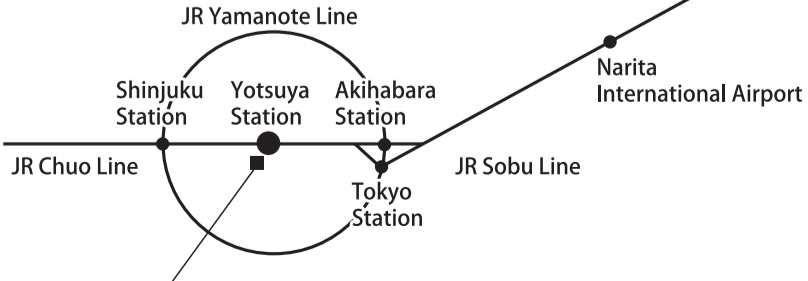 JR Yamanote Line
Shinjuku
Station
Yotsuya
Station
Akihabara
Station
Narita
International Airport
JR Chuo Line
JR Sobu Line
Tokyo
Station